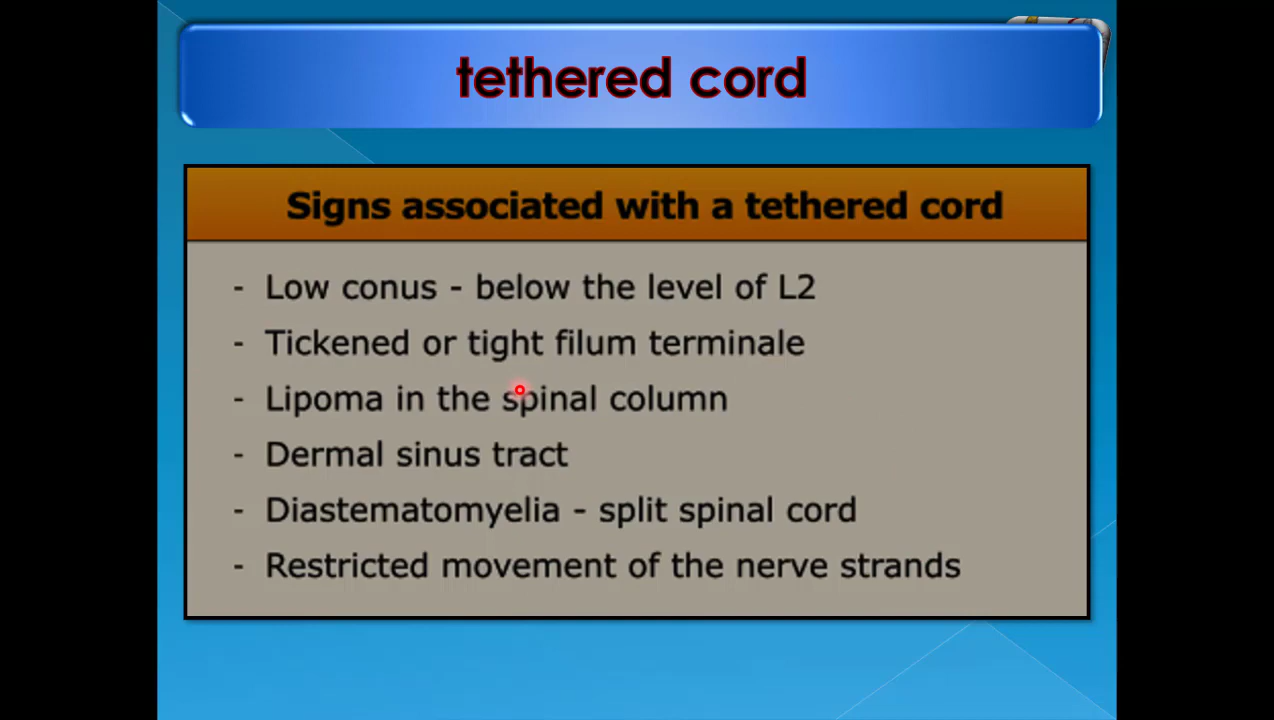 tethered cord
Signs associated with a tethered cord
- Low conus - below the level of L2
- Tickened or tight filum terminale
- Lipoma in the spinal column
- Dermal sinus tract
- Diastematomyelia - split spinal cord
- Restricted movement of the nerve strands